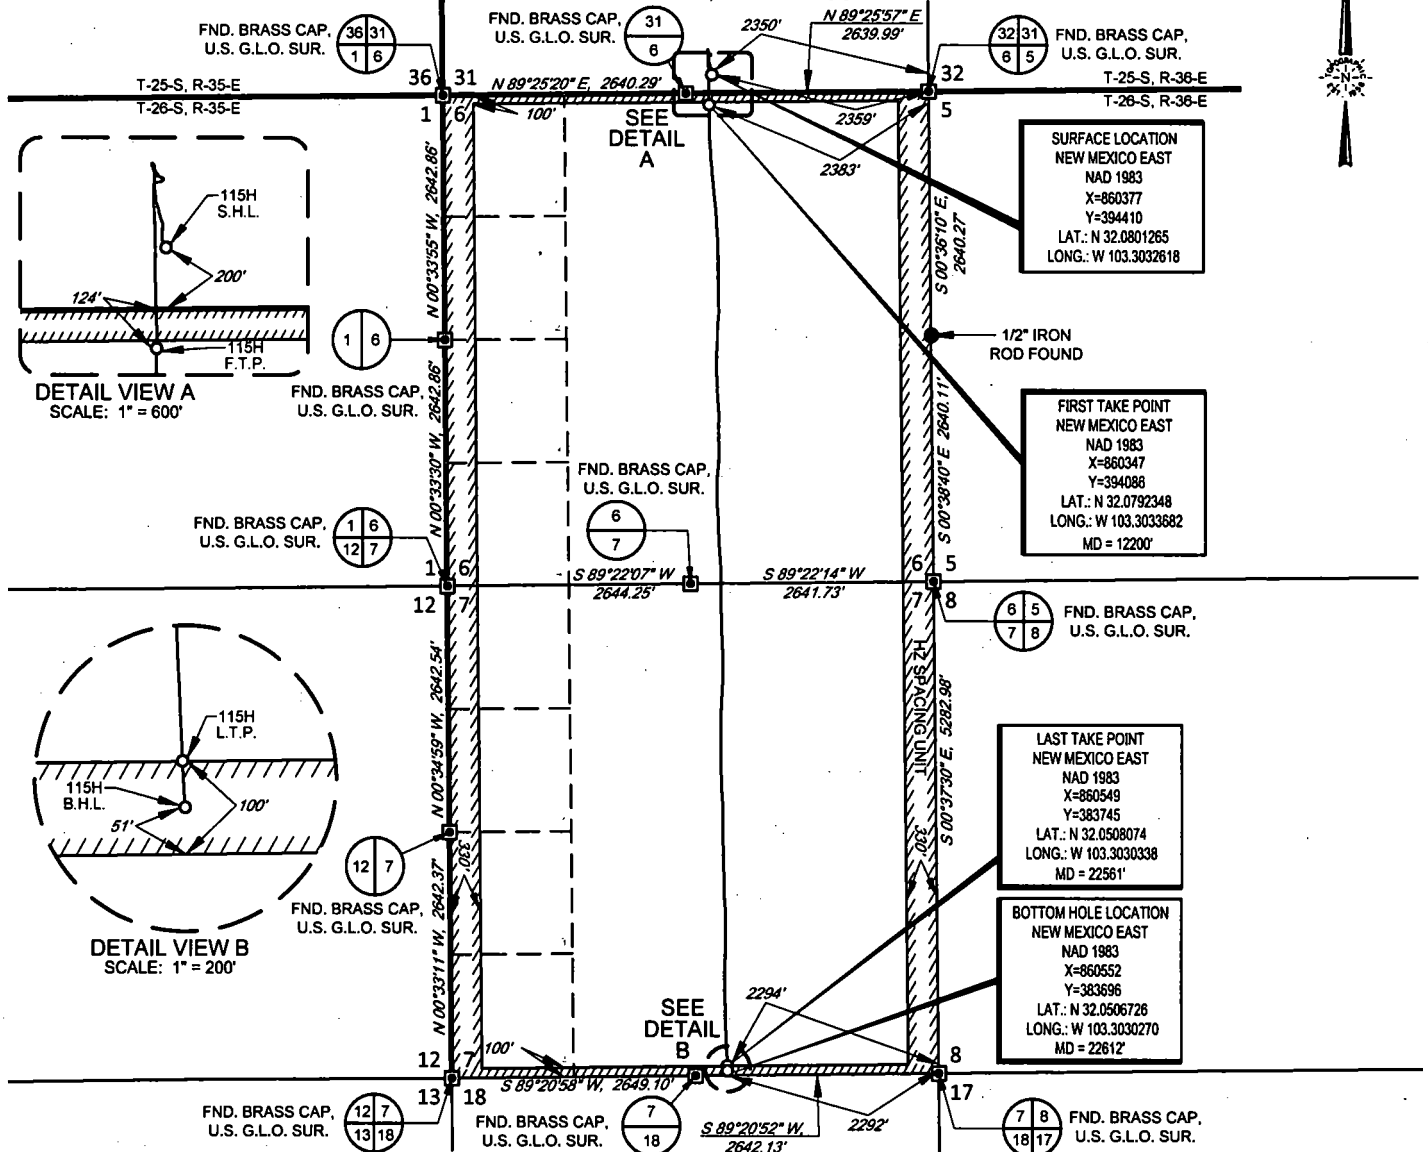 FND. BRASS CAP,
U.S. G.L.O. SUR.
36 31
1 6
FND. BRASS CAP,
U.S. G.L.O. SUR.
31
6
2350'
N 89°25'57" E
2639.99'
32 31
6 5
FND. BRASS CAP,
U.S. G.L.O. SUR.
T-25-S, R-35-E
T-26-S, R-35-E
36 31
1 6
N 89°25'20" E, 2640.29'
100'
SEE
DETAIL
A
2359'
2383'
32
5
T-25-S, R-36-E
T-26-S, R-36-E
N
SURFACE LOCATION
NEW MEXICO EAST
NAD 1983
X=860377
Y=394410
LAT.: N 32.0801265
LONG.: W 103.3032618
115H
S.H.L.
200'
124'
115H
F.T.P.
DETAIL VIEW A
SCALE: 1" = 600'
N 00°33'55" W, 2642.86'
S 00°36'10" E,
2640.27'
1 6
FND. BRASS CAP,
U.S. G.L.O. SUR.
1/2" IRON
ROD FOUND
FIRST TAKE POINT
NEW MEXICO EAST
NAD 1983
X=860347
Y=394086
LAT.: N 32.0792348
LONG.: W 103.3033682
MD = 12200'
N 00°33'30" W, 2642.86'
S 00°38'40" E 2640.11'
FND. BRASS CAP,
U.S. G.L.O. SUR.
6
7
FND. BRASS CAP,
U.S. G.L.O. SUR.
1 6
12 7
1 6
12 7
S 89°22'07" W
2644.25'
S 89°22'14" W
2641.73'
6 5
7 8
6 5
7 8
FND. BRASS CAP,
U.S. G.L.O. SUR.
N 00°34'59" W, 2642.54'
HZ SPACING UNIT
S 00°37'30" E, 5282.98'
115H
L.T.P.
115H
B.H.L.
51'
100'
DETAIL VIEW B
SCALE: 1" = 200'
LAST TAKE POINT
NEW MEXICO EAST
NAD 1983
X=860549
Y=383745
LAT.: N 32.0508074
LONG.: W 103.3030338
MD = 22561'
12 7
FND. BRASS CAP,
U.S. G.L.O. SUR.
330'
330'
N 00°33'11" W, 2642.37'
BOTTOM HOLE LOCATION
NEW MEXICO EAST
NAD 1983
X=860552
Y=383696
LAT.: N 32.0506726
LONG.: W 103.3030270
MD = 22612'
SEE
DETAIL
B
2294'
12 7
13 18
100'
S 89°20'58" W, 2649.10'
8
17
FND. BRASS CAP,
U.S. G.L.O. SUR.
12 7
13 18
FND. BRASS CAP,
U.S. G.L.O. SUR.
7
18
S 89°20'52" W,
2642.13'
2292'
7 8
18 17
FND. BRASS CAP,
U.S. G.L.O. SUR.